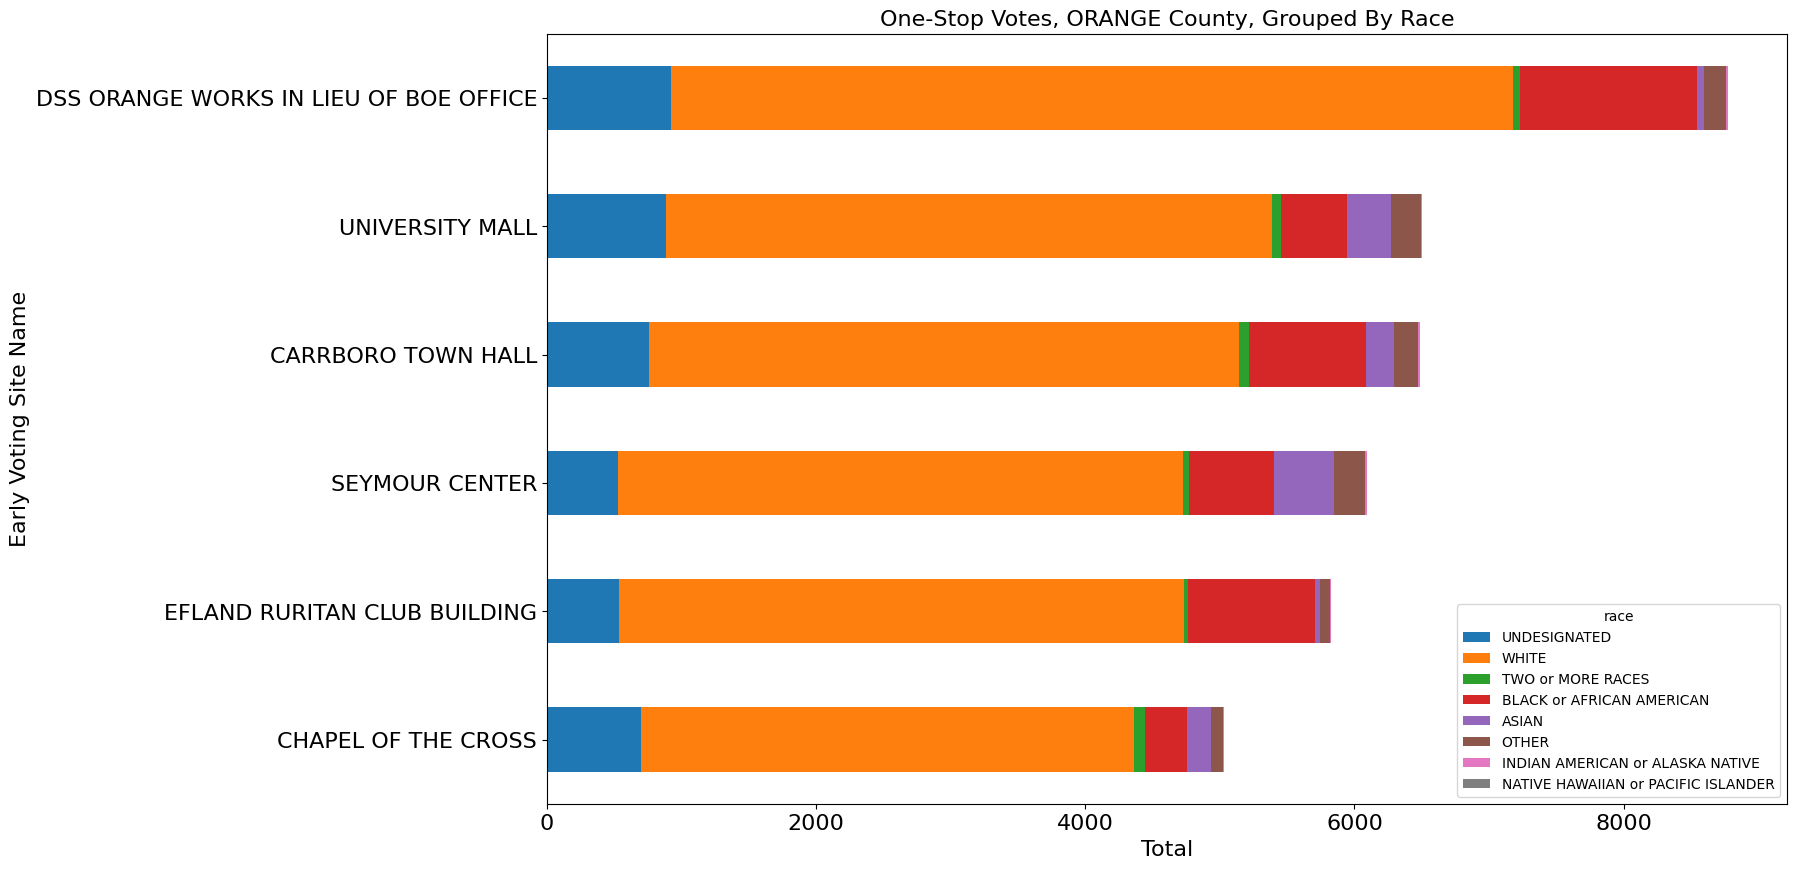 One-Stop Votes, ORANGE County, Grouped By Race
Early Voting Site Name
DSS ORANGE WORKS IN LIEU OF BOE OFFICE
UNIVERSITY MALL
CARRBORO TOWN HALL
SEYMOUR CENTER
EFLAND RURITAN CLUB BUILDING
CHAPEL OF THE CROSS
race
UNDESIGNATED
WHITE
TWO or MORE RACES
BLACK or AFRICAN AMERICAN
ASIAN
OTHER
INDIAN AMERICAN or ALASKA NATIVE
NATIVE HAWAIIAN or PACIFIC ISLANDER
0 2000 4000 6000 8000
Total